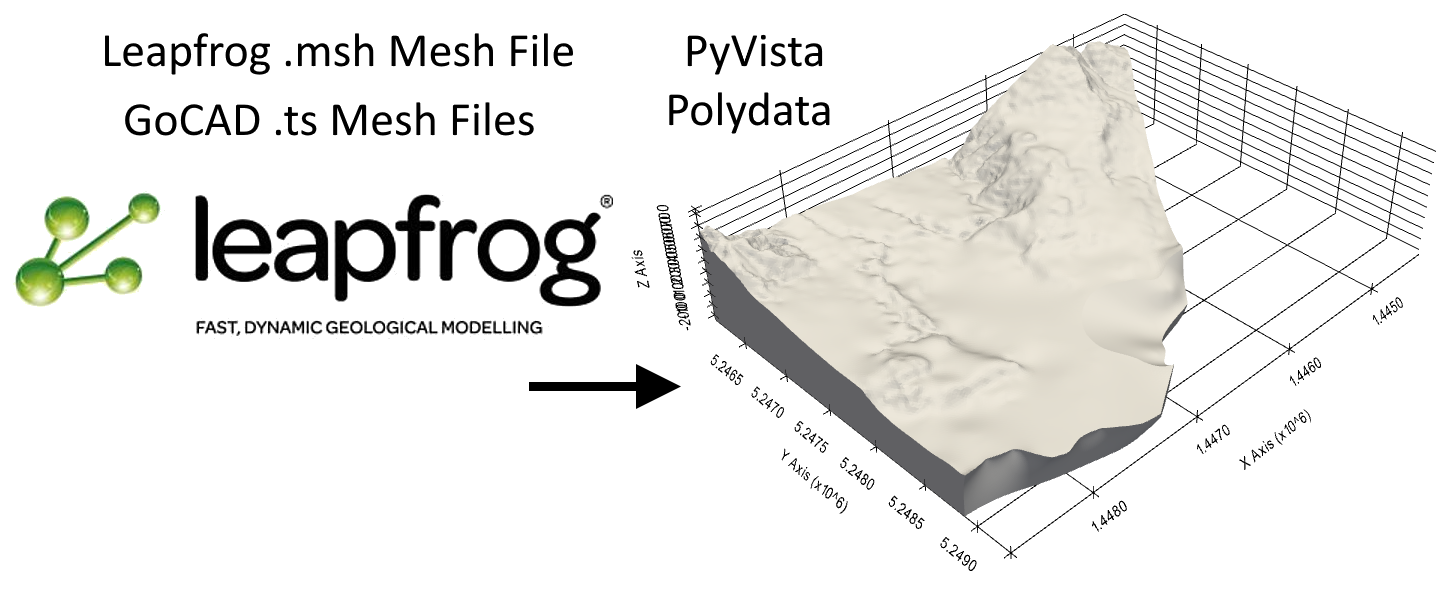 Leapfrog .msh Mesh File
GoCAD .ts Mesh Files
leapfrog®
FAST, DYNAMIC GEOLOGICAL MODELLING
PyVista
Polydata
Z Axis
5.2465
5.2470
5.2475
5.2480
5.2485
5.2490
Y Axis (x10^6)
1.4450
1.4460
1.4470
1.4480
X Axis (x10^6)